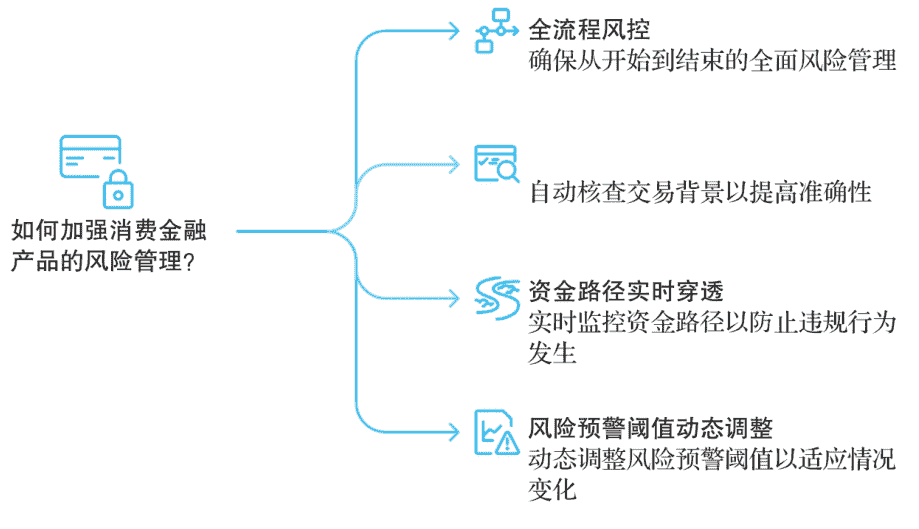 如何加强消费金融
产品的风险管理?
全流程风控
确保从开始到结束的全面风险管理
自动核查交易背景以提高准确性
资金路径实时穿透
实时监控资金路径以防止违规行为
发生
风险预警阈值动态调整
动态调整风险预警阈值以适应情况
变化